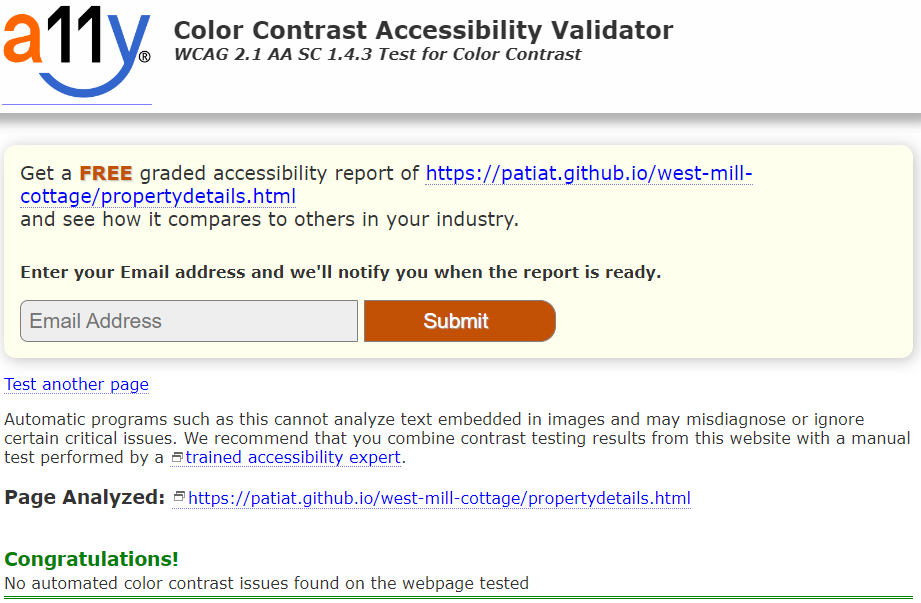 a11y®
Color Contrast Accessibility Validator
WCAG 2.1 AA SC 1.4.3 Test for Color Contrast
Get a FREE graded accessibility report of https://patiat.github.io/west-mill-
cottage/propertydetails.html
and see how it compares to others in your industry.
Enter your Email address and we'll notify you when the report is ready.
Email Address
Submit
Test another page
Automatic programs such as this cannot analyze text embedded in images and may misdiagnose or ignore
certain critical issues. We recommend that you combine contrast testing results from this website with a manual
test performed by a trained accessibility expert.
Page Analyzed: https://patiat.github.io/west-mill-cottage/propertydetails.html
Congratulations!
No automated color contrast issues found on the webpage tested